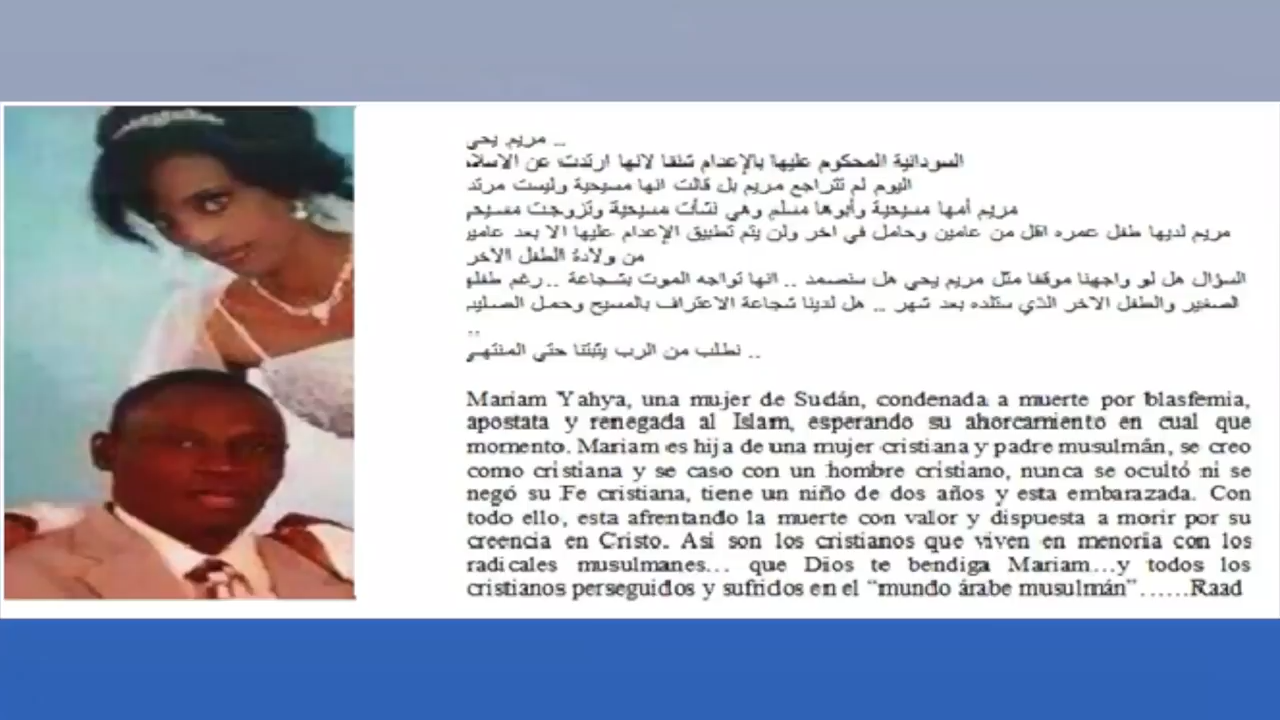 .. مريم يحي
السودانية المحكوم عليها بالإعدام شنقا لانها ارتدت عن الاسلا
اليوم لم تتراجع مريم بل قالت انها مسيحية وليست مرتد
مريم أمها مسيحية وأبوها مسلم وهي نشأت مسيحية وتزوجت مسيحي
مريم لديها طفل عمره اقل من عامين وحامل في اخر ولن يتم تطبيق الإعدام عليها الا بعد عامي
من ولادة الطفل الاخر
السؤال هل لو واجهنا موقفا مثل مريم يحي هل سنصمد .. انها تواجه الموت بشجاعة .. رغم طفله
الصغير والطفل الاخر الذي ستلده بعد شهر .. هل لدينا شجاعة الاعتراف بالمسيح وحمل الصلي
..
.. نطلب من الرب يثبتنا حتي المنتهي
Mariam Yahya, una mujer de Sudán, condenada a muerte por blasfemia,
apostata y renegada al Islam, esperando su ahorcamiento en cual que
momento. Mariam es hija de una mujer cristiana y padre musulmán, se creo
como cristiana y se caso con un hombre cristiano, nunca se ocultó ni se
negó su Fe cristiana, tiene un niño de dos años y esta embarazada. Con
todo ello, esta afrentando la muerte con valor y dispuesta a morir por su
creencia en Cristo. Asi son los cristianos que viven en menoria con los
radicales musulmanes... que Dios te bendiga Mariam...y todos los
cristianos perseguidos y sufridos en el “mundo árabe musulmán”......Raad